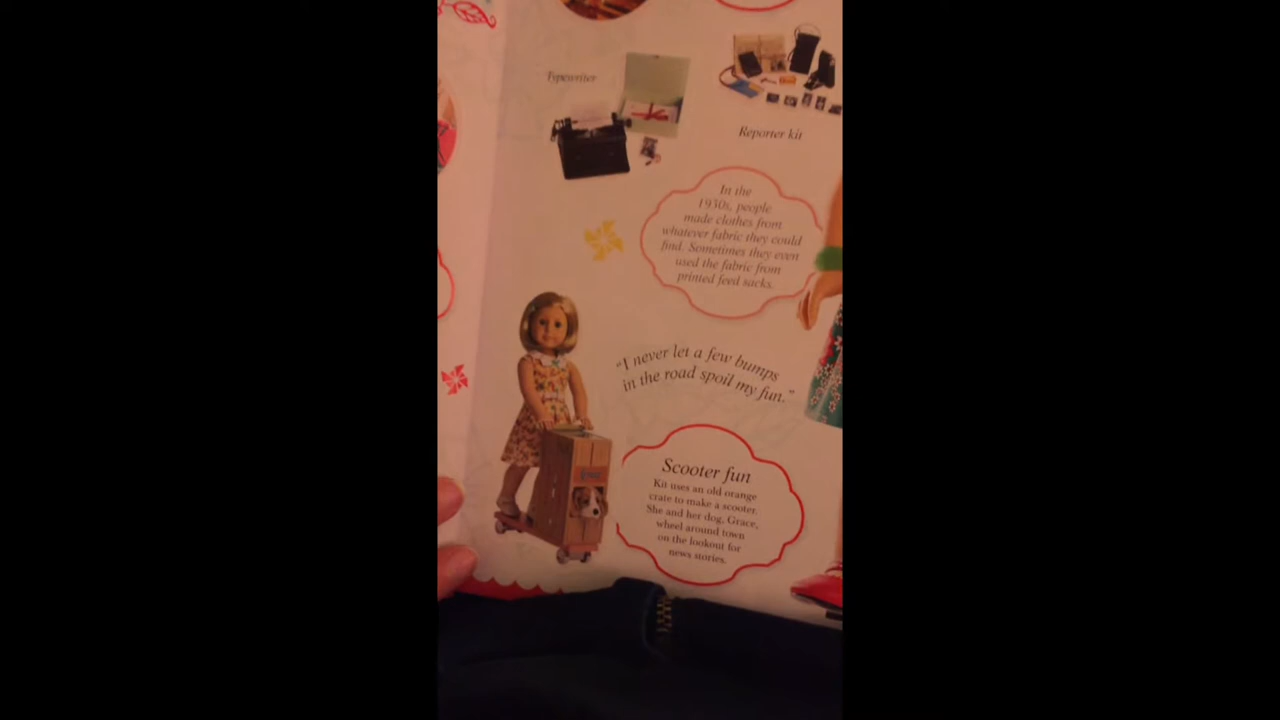 Typewriter
Reporter kit
In the
1930s, people
made clothes from
whatever fabric they could
find. Sometimes they even
used the fabric from
printed feed sacks.
"I never let a few bumps
in the road spoil my fun."
Scooter fun
Kit uses an old orange
crate to make a scooter.
She and her dog, Grace,
wheel around town
on the lookout for
news stories.